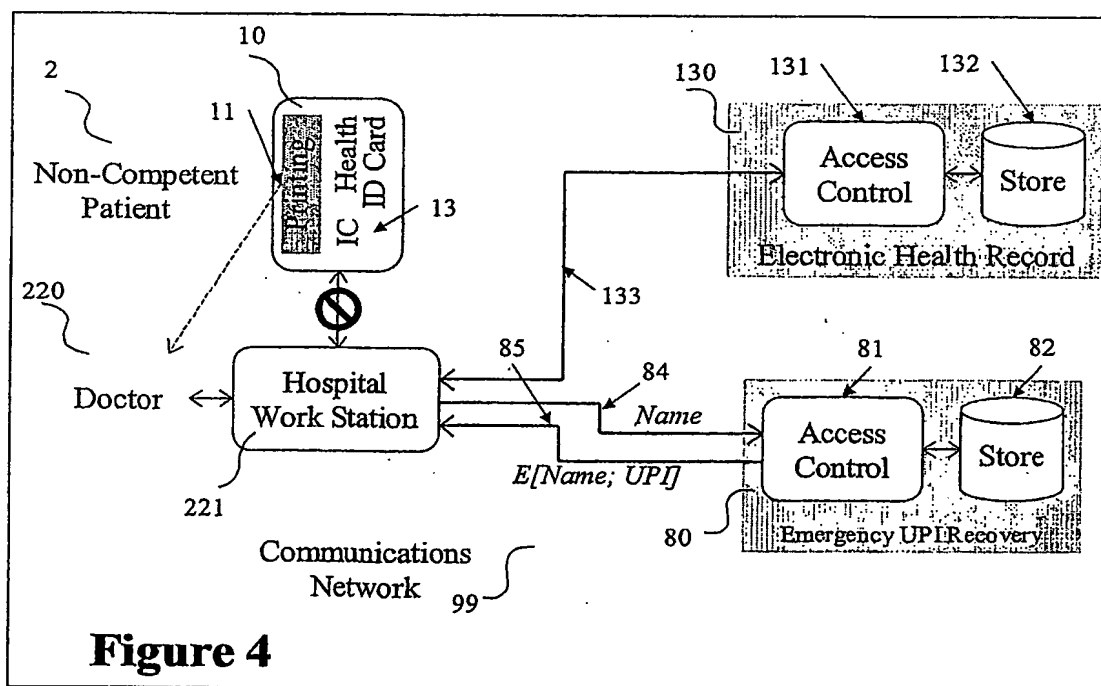 10
2
11
Printing
IC Health
ID Card
13
Non-Competent
Patient
130
131
132
Access
Control
Store
Electronic Health Record
133
220
Doctor
Hospital
Work Station
221
85
84
Name
E[Name; UPI]
81
82
Access
Control
Store
80
Emergency UPI Recovery
Communications
Network
99
Figure 4